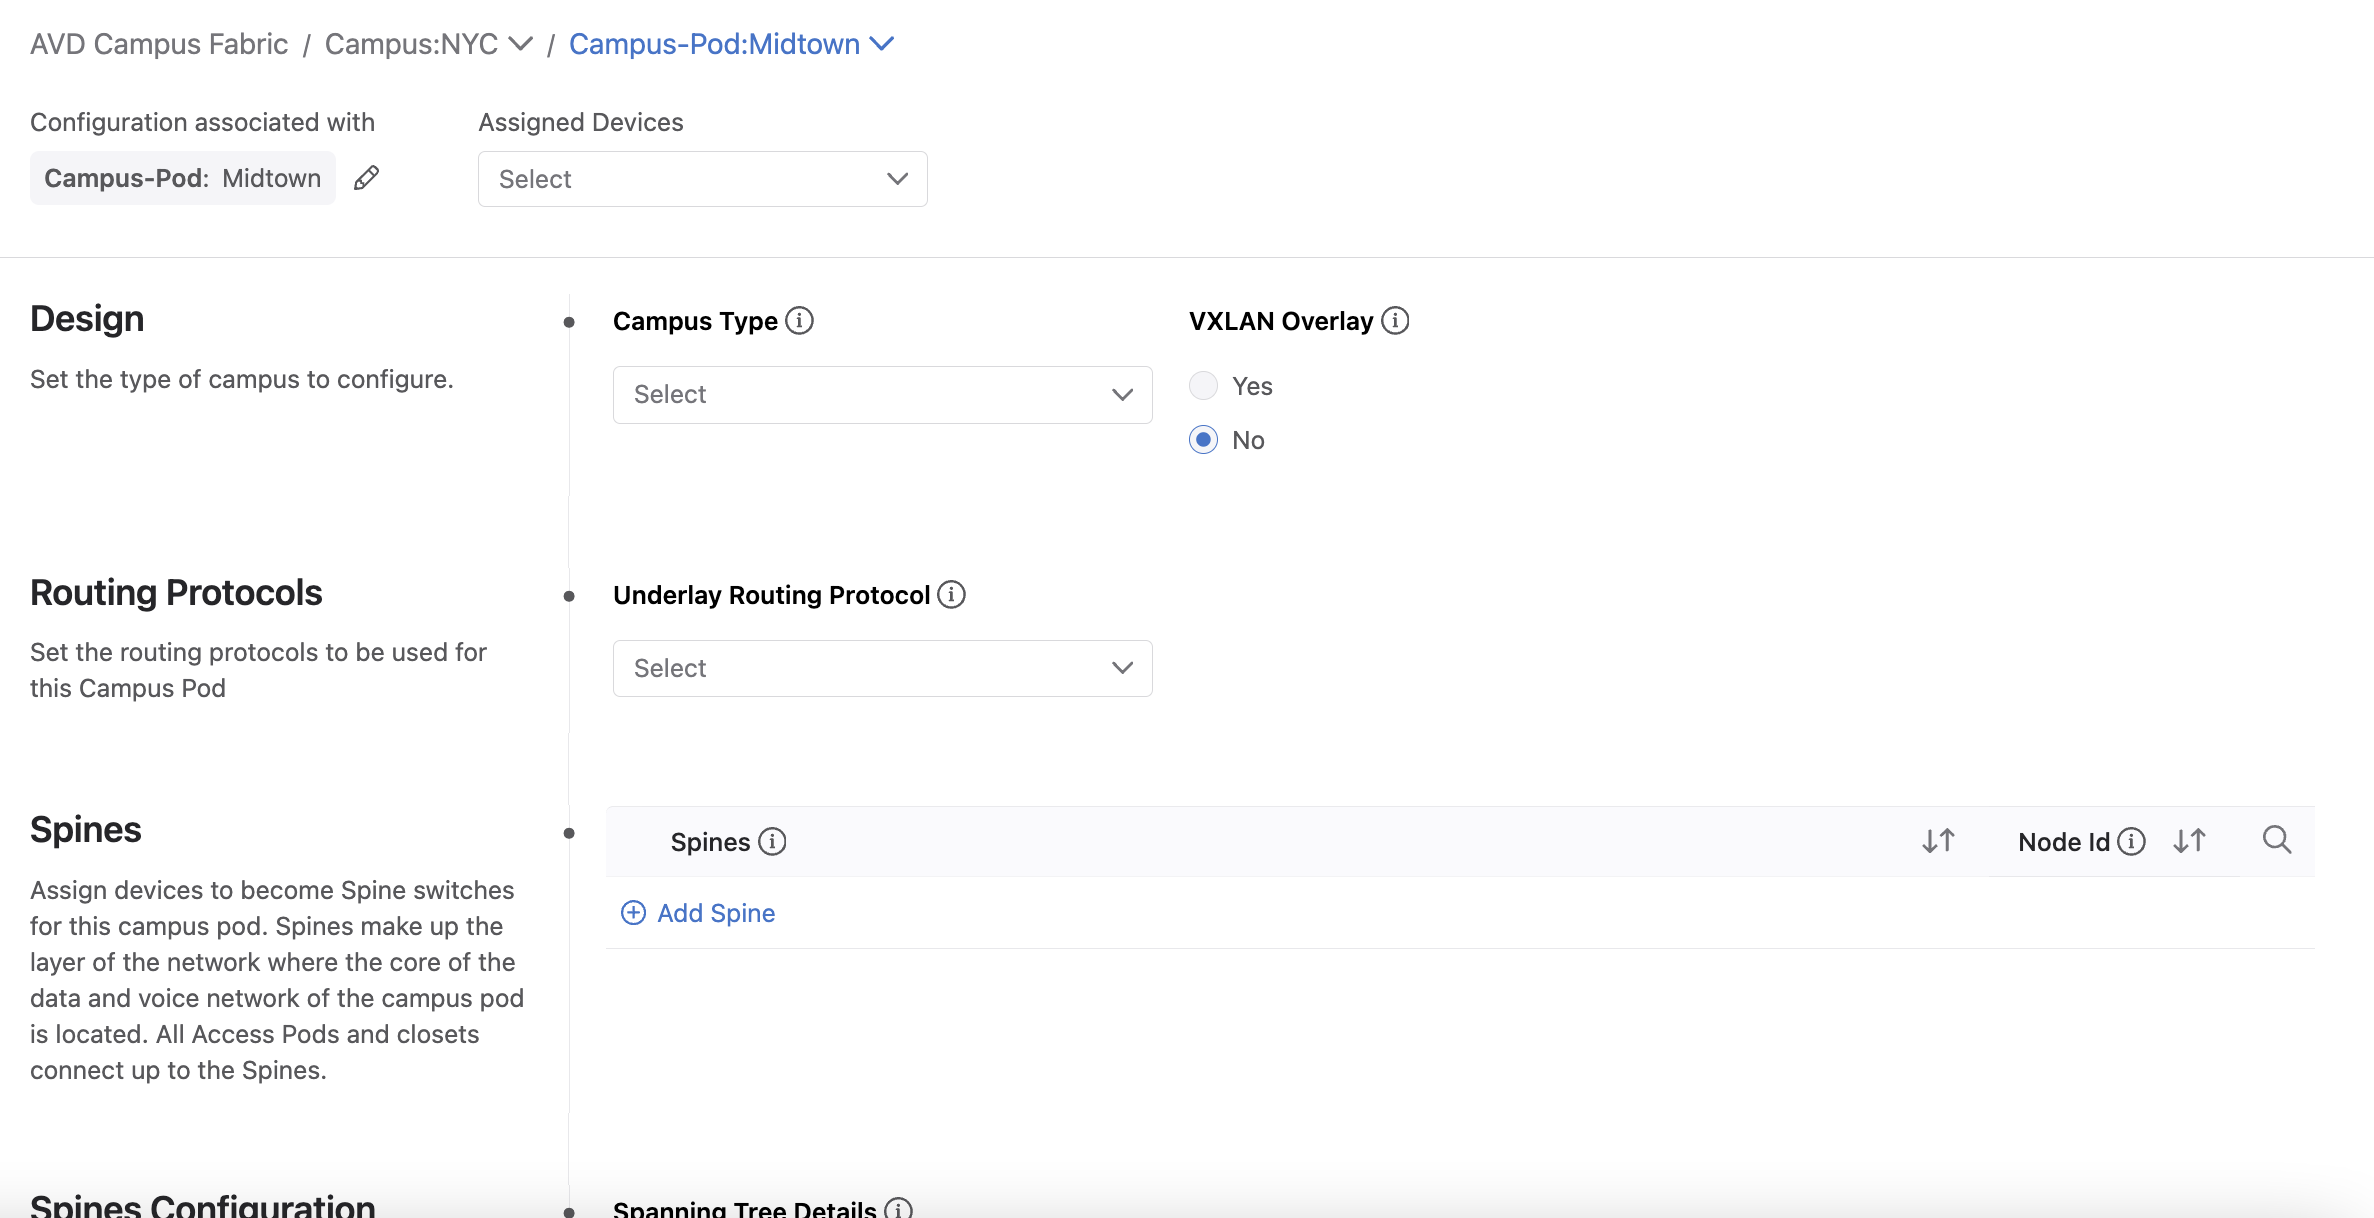 AVD Campus Fabric / Campus:NYC / Campus-Pod:Midtown
Configuration associated with
Campus-Pod: Midtown
Assigned Devices
Select
Design
Set the type of campus to configure.
Campus Type
Select
VXLAN Overlay
Yes
No
Routing Protocols
Set the routing protocols to be used for
this Campus Pod
Underlay Routing Protocol
Select
Spines
Assign devices to become Spine switches
for this campus pod. Spines make up the
layer of the network where the core of the
data and voice network of the campus pod
is located. All Access Pods and closets
connect up to the Spines.
Spines
Node Id
Add Spine
Spines Configuration
Spanning Tree Details